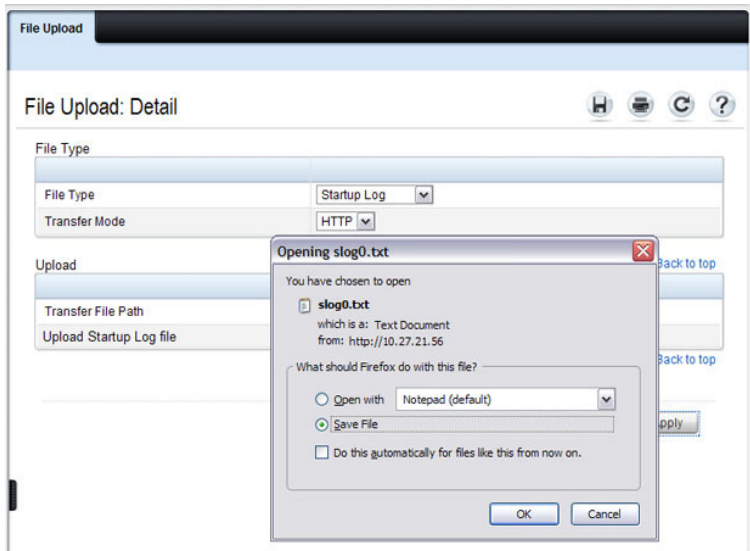 File Upload
File Upload: Detail
File Type
File Type
Startup Log
Transfer Mode
HTTP
Upload
Back to top
Transfer File Path
Upload Startup Log file
Back to top
pply
Opening slog0.txt
You have chosen to open
slog0.txt
which is a: Text Document
from: http://10.27.21.56
What should Firefox do with this file?
Open with
Notepad (default)
Save File
Do this automatically for files like this from now on.
OK
Cancel